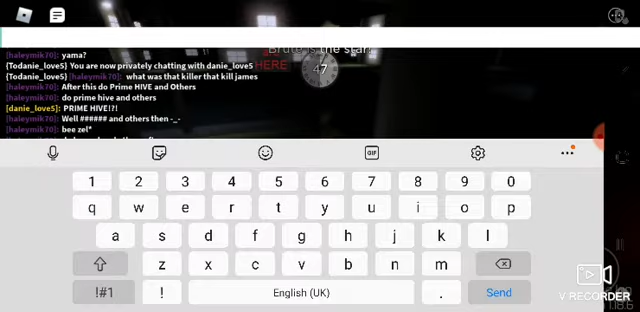 Brute is the star!
[haleymik70]: yama?
{Todanie_love5} You are now privately chatting with danie_love5
HERE
{Todanie_love5} [haleymik70]: what was that killer that kill james
47
[haleymik70]: After this do Prime HIVE and Others
[haleymik70]: do prime hive and others
[danie_love5]: PRIME HIVE!?!
[haleymik70]: Well ###### and others then -_-
[haleymik70]: bee zel*
GIF
1 2 3 4 5 6 7 8 9 0
q w e r t y u i o p
a s d f g h j k l
z x c v b n m
!#1 ! English (UK) . Send
V RECORDER